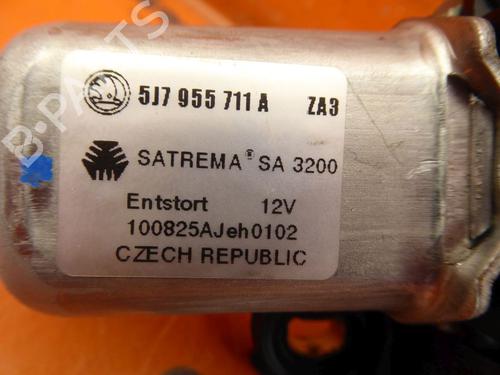 B-PARTS
5J7 955 711 A ZA3
SATREMA® SA 3200
Entstort 12V
100825AJeh0102
CZECH REPUBLIC